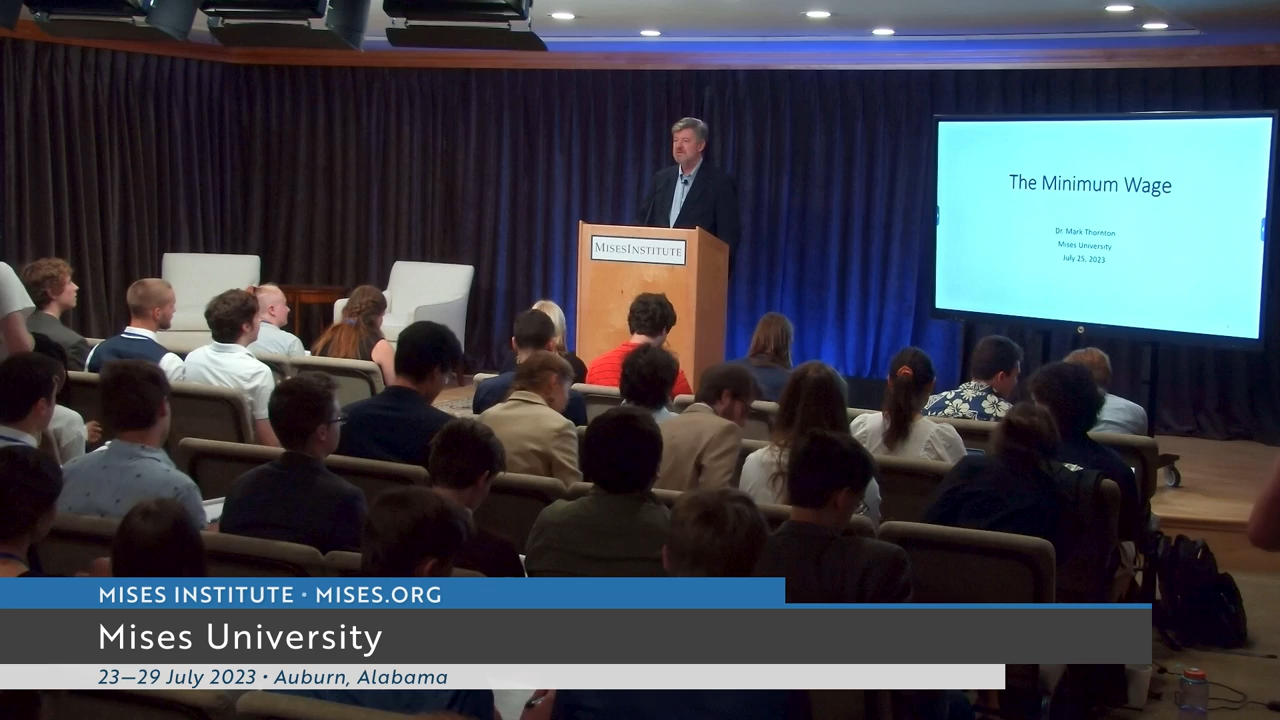 The Minimum Wage
Dr. Mark Thornton
Mises University
July 25, 2023
MISESINSTITUTE
MISES INSTITUTE • MISES.ORG
Mises University
23–29 July 2023 • Auburn, Alabama